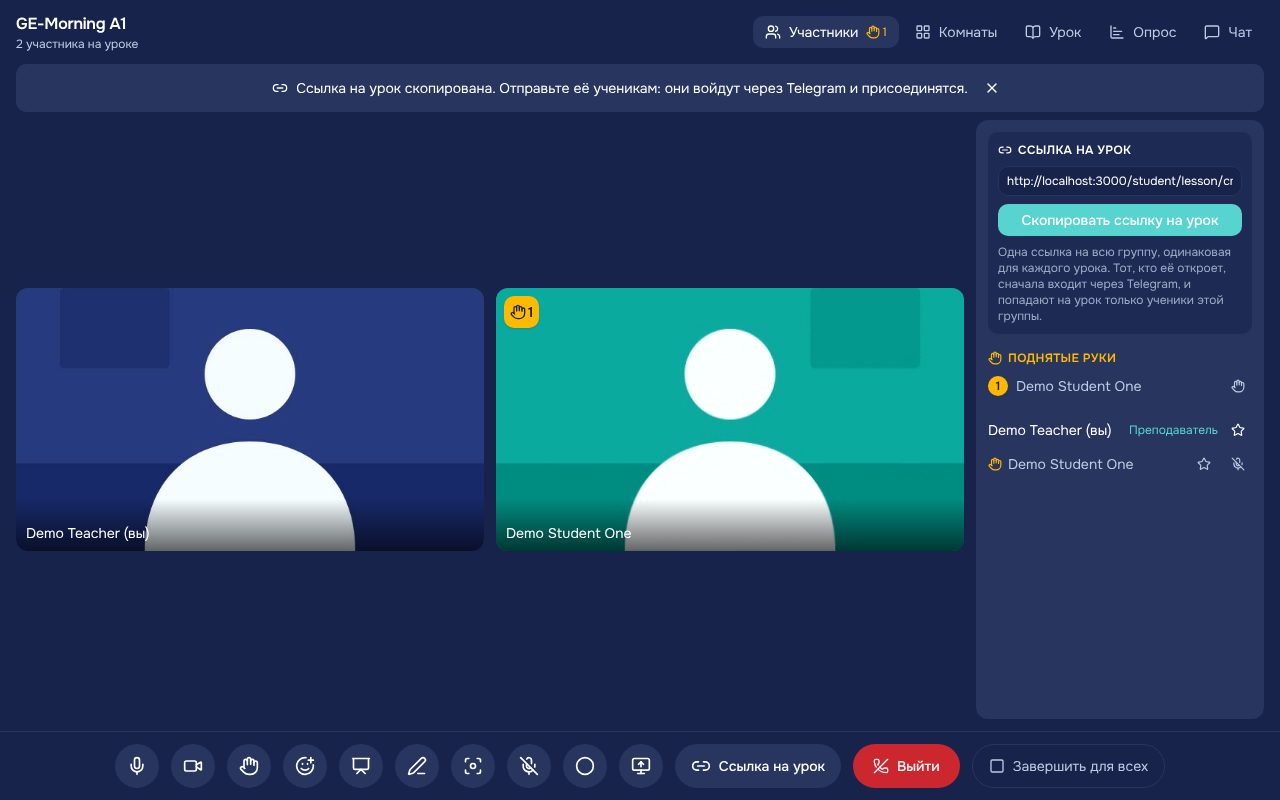 GE-Morning A1
2 участника на уроке
Участники 1
Комнаты
Урок
Опрос
Чат
Ссылка на урок скопирована. Отправьте её ученикам: они войдут через Telegram и присоединятся.
ССЫЛКА НА УРОК
http://localhost:3000/student/lesson/cr
Скопировать ссылку на урок
Одна ссылка на всю группу, одинаковая
для каждого урока. Тот, кто её откроет,
сначала входит через Telegram, и
попадают на урок только ученики этой
группы.
ПОДНЯТЫЕ РУКИ
1 Demo Student One
Demo Teacher (вы) Преподаватель
Demo Student One
1
Demo Teacher (вы)
Demo Student One
Ссылка на урок
Выйти
Завершить для всех